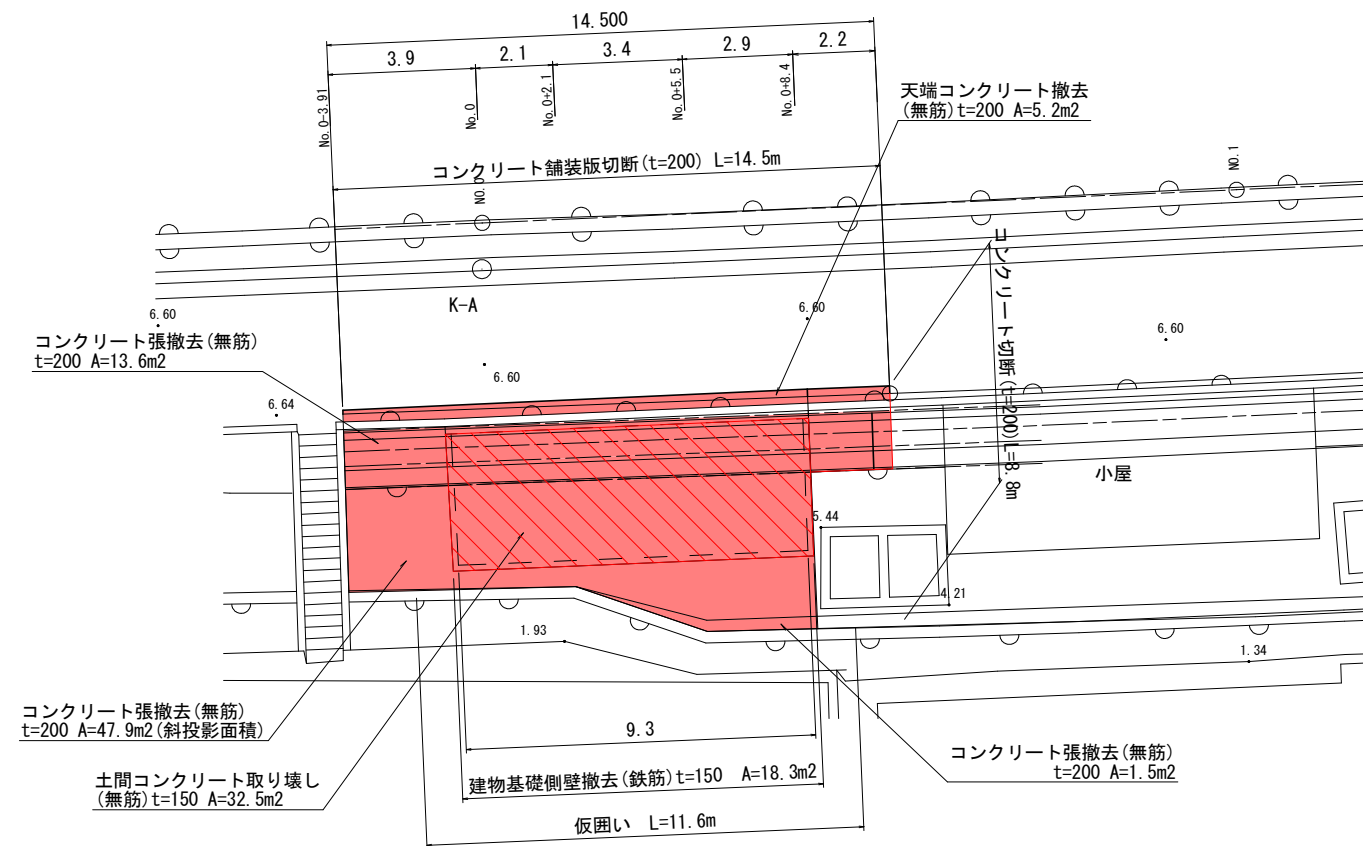 14.500
3.9
2.1
3.4
2.9
2.2
No.0-3.91
No.0
No.0+2.1
No.0+5.5
No.0+8.4
天端コンクリート撤去
(無筋)t=200 A=5.2m2
コンクリート舗装版切断(t=200) L=14.5m
NO.0
NO.1
K-A
6.60
6.60
6.60
6.60
コンクリート張撤去(無筋)
t=200 A=13.6m2
6.64
コンクリート切断(t=200)L=8.8m
小屋
5.44
4.21
1.93
1.34
コンクリート張撤去(無筋)
t=200 A=47.9m2(斜投影面積)
9.3
コンクリート張撤去(無筋)
t=200 A=1.5m2
土間コンクリート取り壊し
(無筋)t=150 A=32.5m2
建物基礎側壁撤去(鉄筋)t=150 A=18.3m2
仮囲い L=11.6m